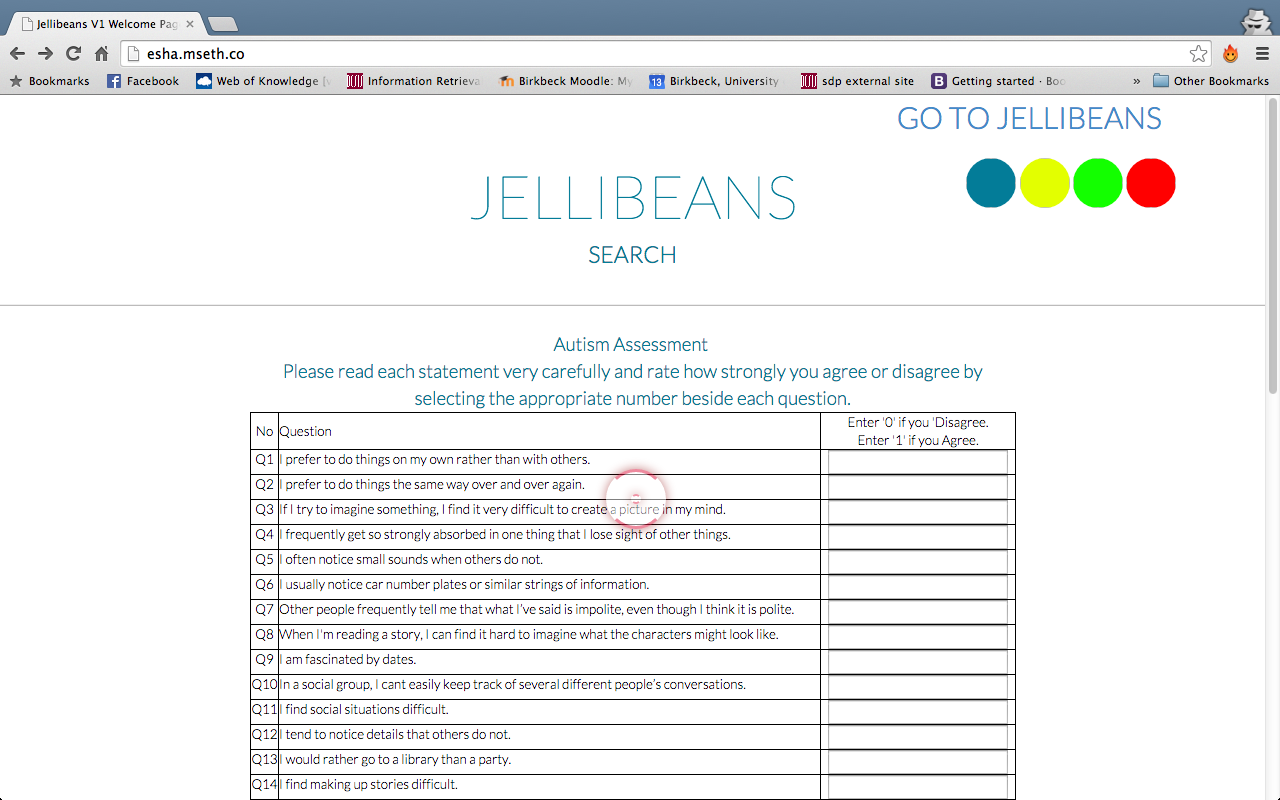 Jellibeans V1 Welcome Pag
esha.mseth.co
Bookmarks Facebook Web of Knowledge [v Information Retrieva Birkbeck Moodle: My 13 Birkbeck, University sdp external site B Getting started · Boo » Other Bookmarks
GO TO JELLIBEANS
JELLIBEANS
SEARCH
Autism Assessment
Please read each statement very carefully and rate how strongly you agree or disagree by
selecting the appropriate number beside each question.
No Question Enter '0' if you 'Disagree.
Enter '1' if you Agree.
Q1 I prefer to do things on my own rather than with others.
Q2 I prefer to do things the same way over and over again.
Q3 If I try to imagine something, I find it very difficult to create a picture in my mind.
Q4 I frequently get so strongly absorbed in one thing that I lose sight of other things.
Q5 I often notice small sounds when others do not.
Q6 I usually notice car number plates or similar strings of information.
Q7 Other people frequently tell me that what I've said is impolite, even though I think it is polite.
Q8 When I'm reading a story, I can find it hard to imagine what the characters might look like.
Q9 I am fascinated by dates.
Q10 In a social group, I cant easily keep track of several different people's conversations.
Q11 I find social situations difficult.
Q12 I tend to notice details that others do not.
Q13 I would rather go to a library than a party.
Q14 I find making up stories difficult.